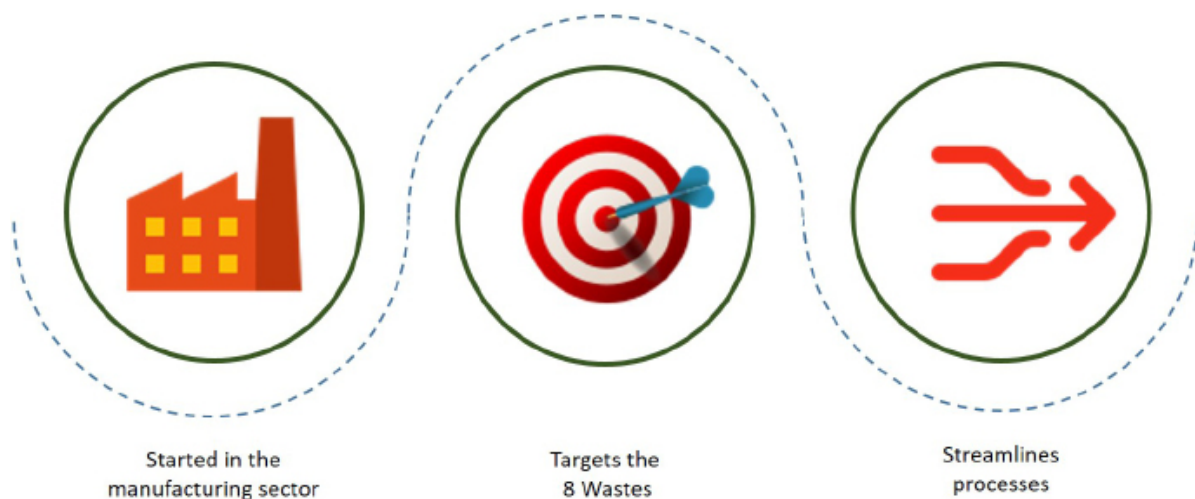 Started in the
manufacturing sector
Targets the
8 Wastes
Streamlines
processes